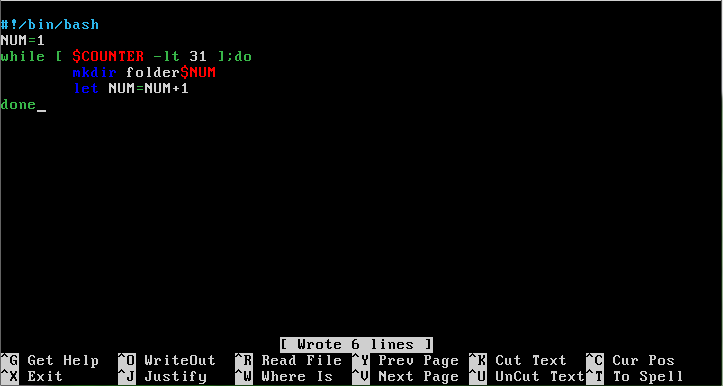 #!/bin/bash
NUM=1
while [ $COUNTER -lt 31 ];do
        mkdir folder$NUM
        let NUM=NUM+1
done_
[ Wrote 6 lines ]
^G Get Help  ^O WriteOut  ^R Read File ^Y Prev Page ^K Cut Text  ^C Cur Pos
^X Exit      ^J Justify   ^W Where Is  ^V Next Page ^U UnCut Text^T To Spell